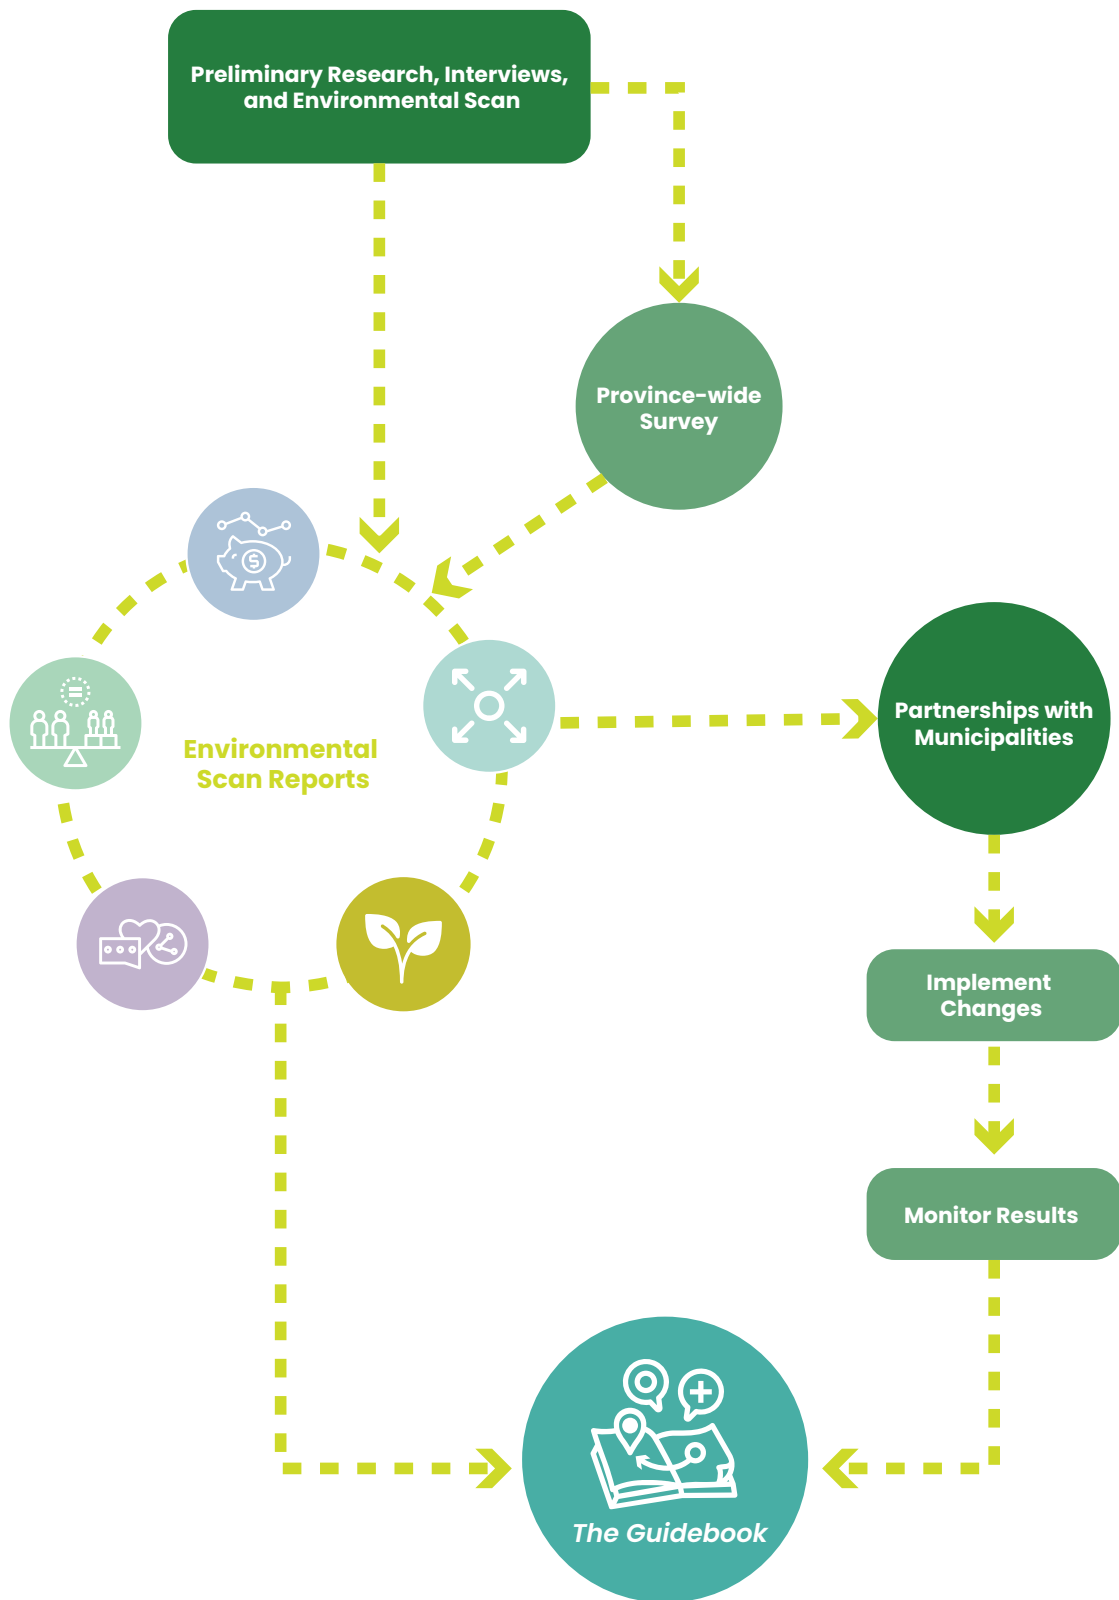 Preliminary Research, Interviews,
and Environmental Scan
Province-wide
Survey
Environmental
Scan Reports
Partnerships with
Municipalities
Implement
Changes
Monitor Results
The Guidebook